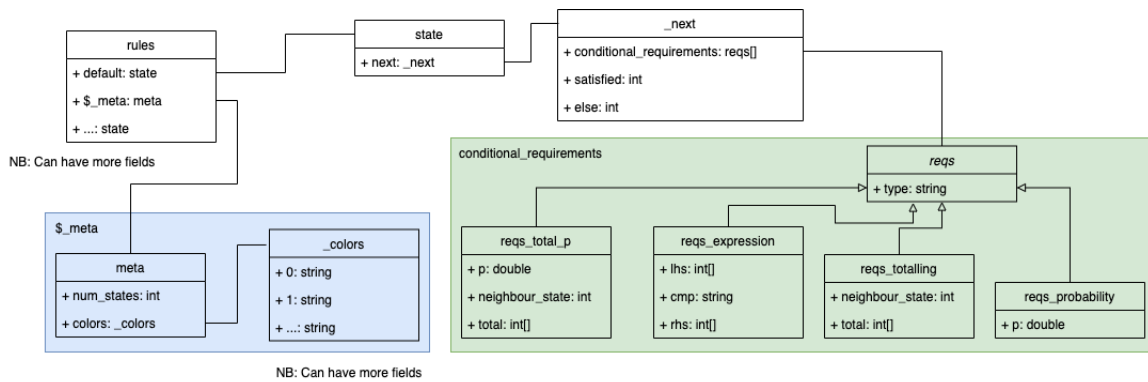 rules
+ default: state
+ $_meta: meta
+ ...: state
NB: Can have more fields
state
+ next: _next
_next
+ conditional_requirements: reqs[]
+ satisfied: int
+ else: int
conditional_requirements
reqs
+ type: string
reqs_total_p
+ p: double
+ neighbour_state: int
+ total: int[]
reqs_expression
+ lhs: int[]
+ cmp: string
+ rhs: int[]
reqs_totalling
+ neighbour_state: int
+ total: int[]
reqs_probability
+ p: double
$_meta
meta
+ num_states: int
+ colors: _colors
_colors
+ 0: string
+ 1: string
+ ...: string
NB: Can have more fields